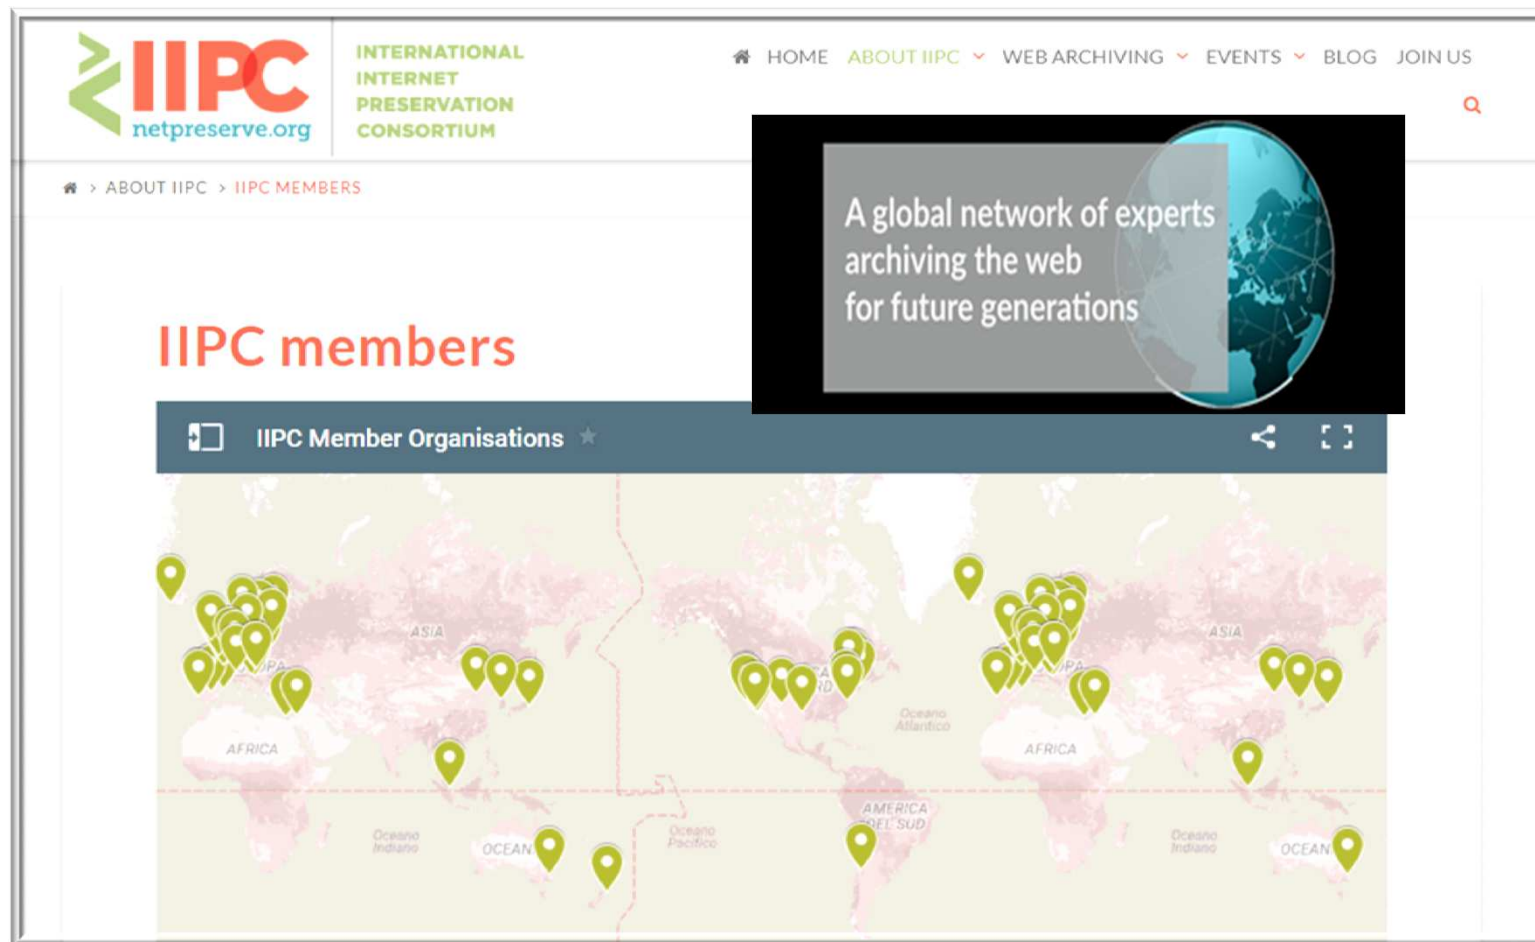 IIPC
netpreserve.org
INTERNATIONAL
INTERNET
PRESERVATION
CONSORTIUM
HOME ABOUT IIPC WEB ARCHIVING EVENTS BLOG JOIN US
> ABOUT IIPC > IIPC MEMBERS
A global network of experts
archiving the web
for future generations
IIPC members
IIPC Member Organisations
ASIA
ASIA
Oceano
Atlantico
AFRICA
AFRICA
AMERICA
DEL SUD
Oceano
Indiano
OCEAN
Oceano
Pacifico
Oceano
Indiano
OCEAN